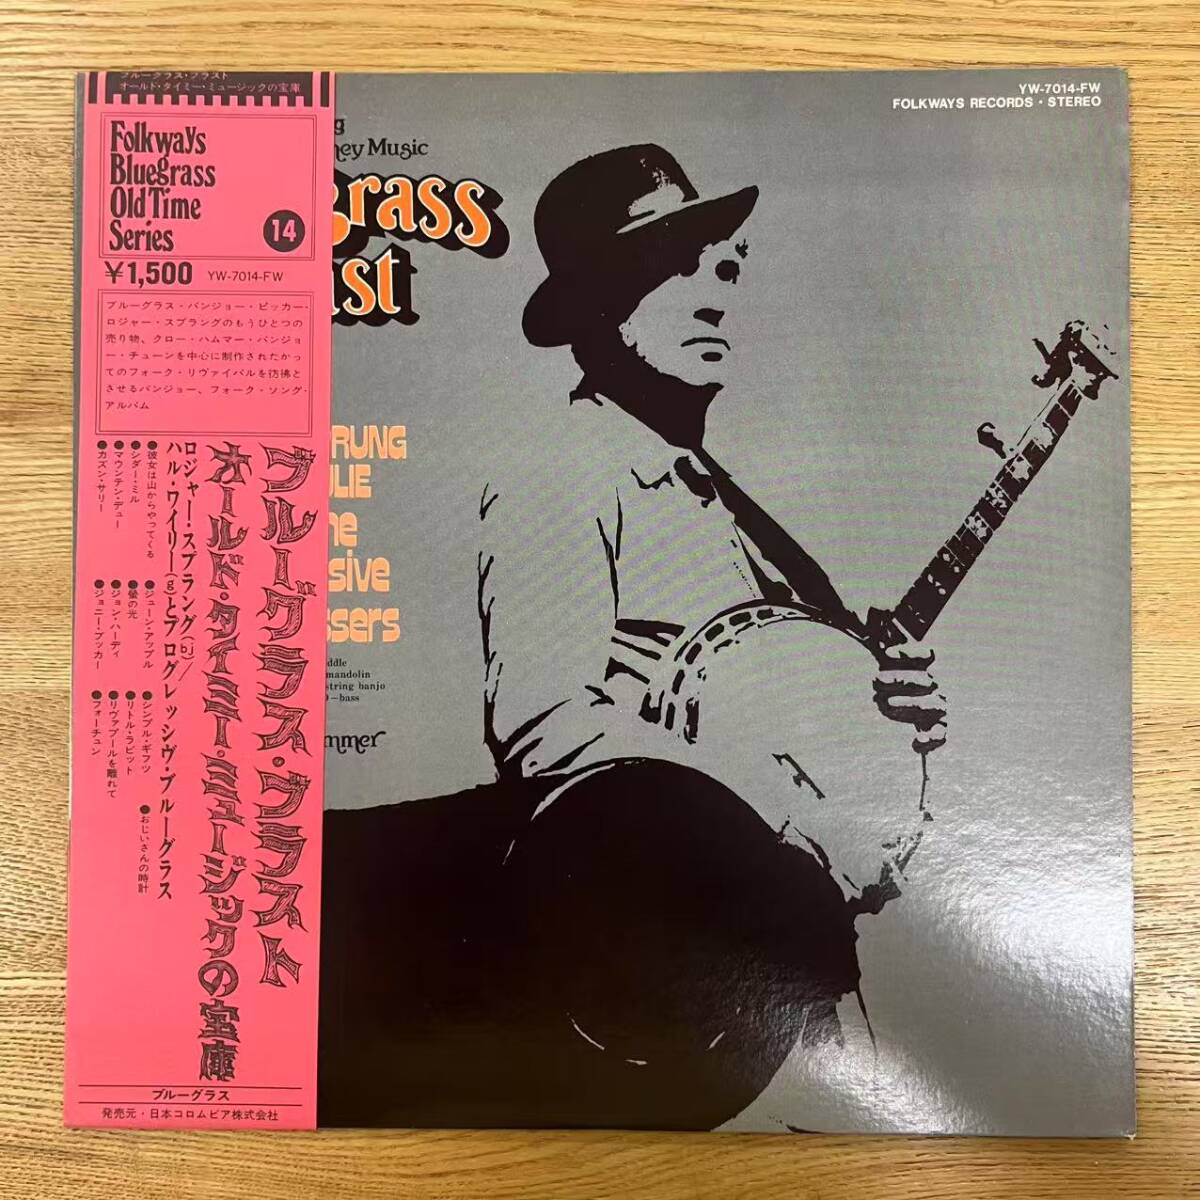 ブルーグラス・ブラスト
オールド・タイミー・ミュージックの宝庫
Folkways
Bluegrass
Old Time
Series
14
¥1,500 YW-7014-FW
ブルーグラス・バンジョー・ピッカー・
ロジャー・スプラングのもうひとつの
売り物、クロー・ハムマー・バンジョ
ー・チューンを中心に制作されたかっ
てのフォーク・リヴァイバルを彷彿と
させるバンジョー、フォーク・ソング・
アルバム
ブルーグラス・ブラスト
オールド・タイミー・ミュージックの宝庫
ロジャー・スプラング(bj)/
ハル・ワイリー(g)とプログレッシヴ・ブルーグラス
●彼女は山からやってくる
●シダー・ミル
●マウンテン・デュー
●カズン・サリー
●ジューン・アップル
●螢の光
●ジョン・ハーディ
●ジョニー・ブッカー
●シンプル・ギフツ
●リトル・ラビット
●リヴァプールを離れて
●フォーチュン
●おじいさんの時計
ブルーグラス
発売元・日本コロムビア株式会社
YW-7014-FW
FOLKWAYS RECORDS・STEREO
g
ney Music
grass
ast
RUNG
LIE
ne
sive
ssers
ddle
mandolin
string banjo
—bass
mmer